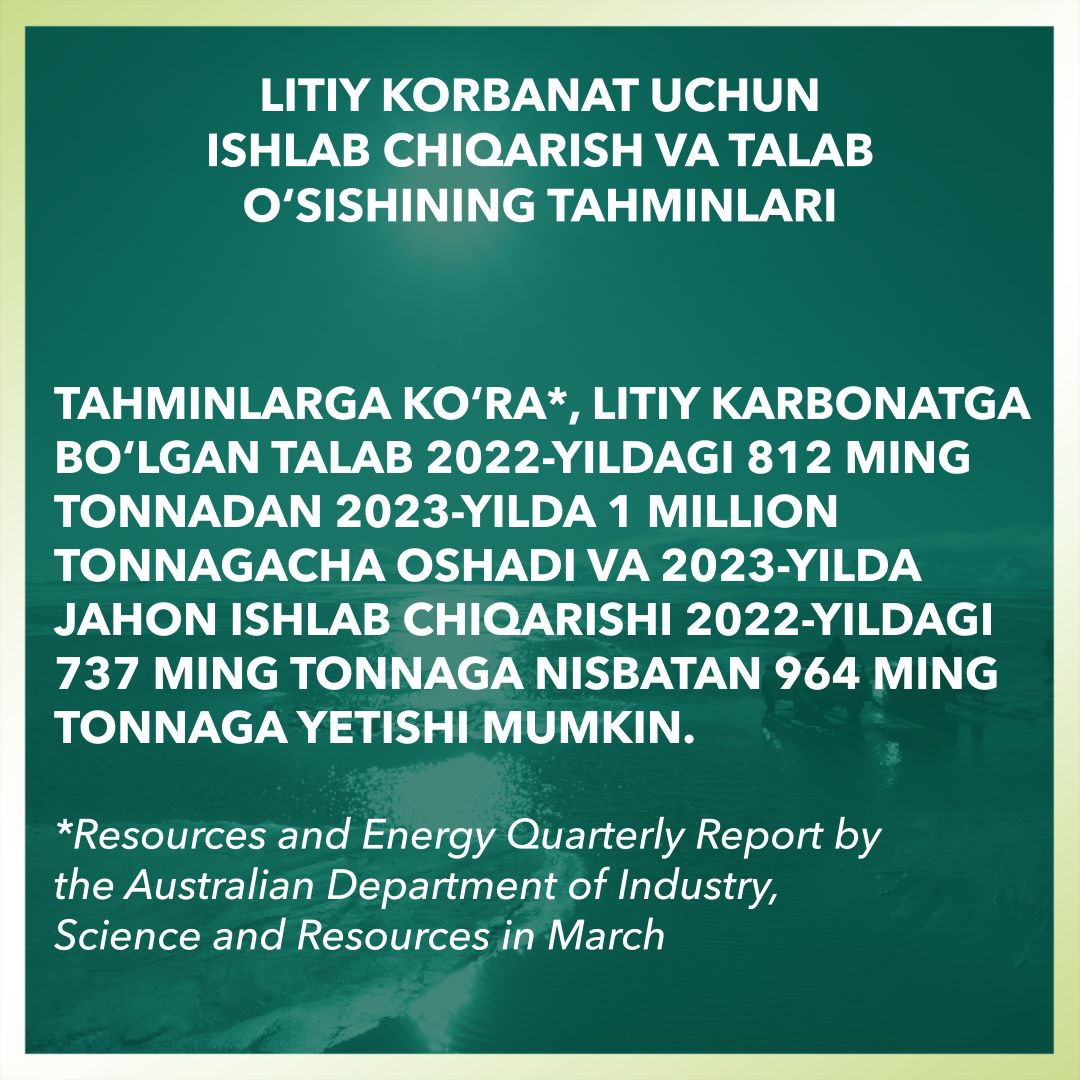 LITIY KORBANAT UCHUN
ISHLAB CHIQARISH VA TALAB
O‘SISHINING TAHMINLARI
TAHMINLARGA KO‘RA*, LITIY KARBONATGA
BO‘LGAN TALAB 2022-YILDAGI 812 MING
TONNADAN 2023-YILDA 1 MILLION
TONNAGACHA OSHADI VA 2023-YILDA
JAHON ISHLAB CHIQARISHI 2022-YILDAGI
737 MING TONNAGA NISBATAN 964 MING
TONNAGA YETISHI MUMKIN.
*Resources and Energy Quarterly Report by
the Australian Department of Industry,
Science and Resources in March